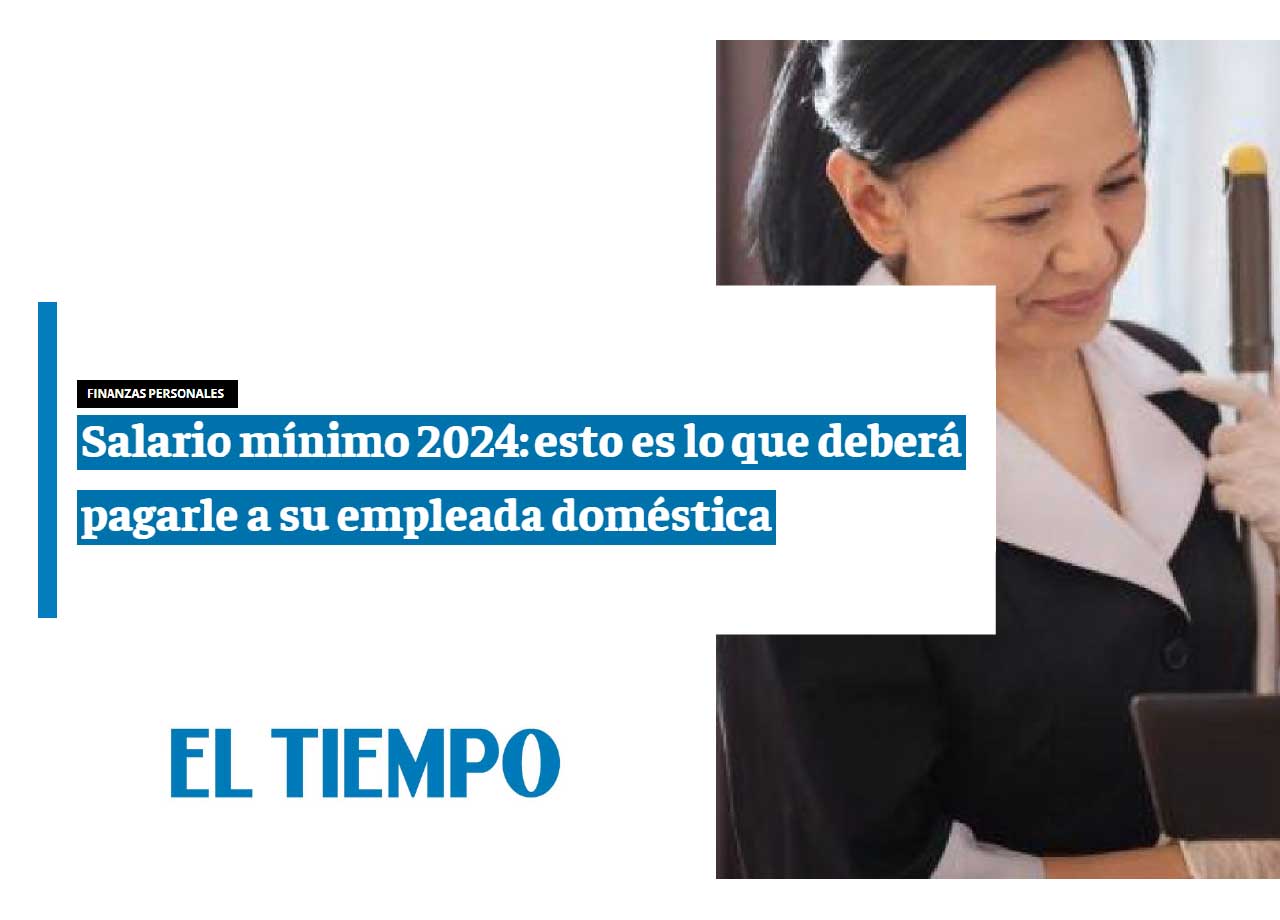 FINANZAS PERSONALES
Salario mínimo 2024: esto es lo que deberá
pagarle a su empleada doméstica
EL TIEMPO